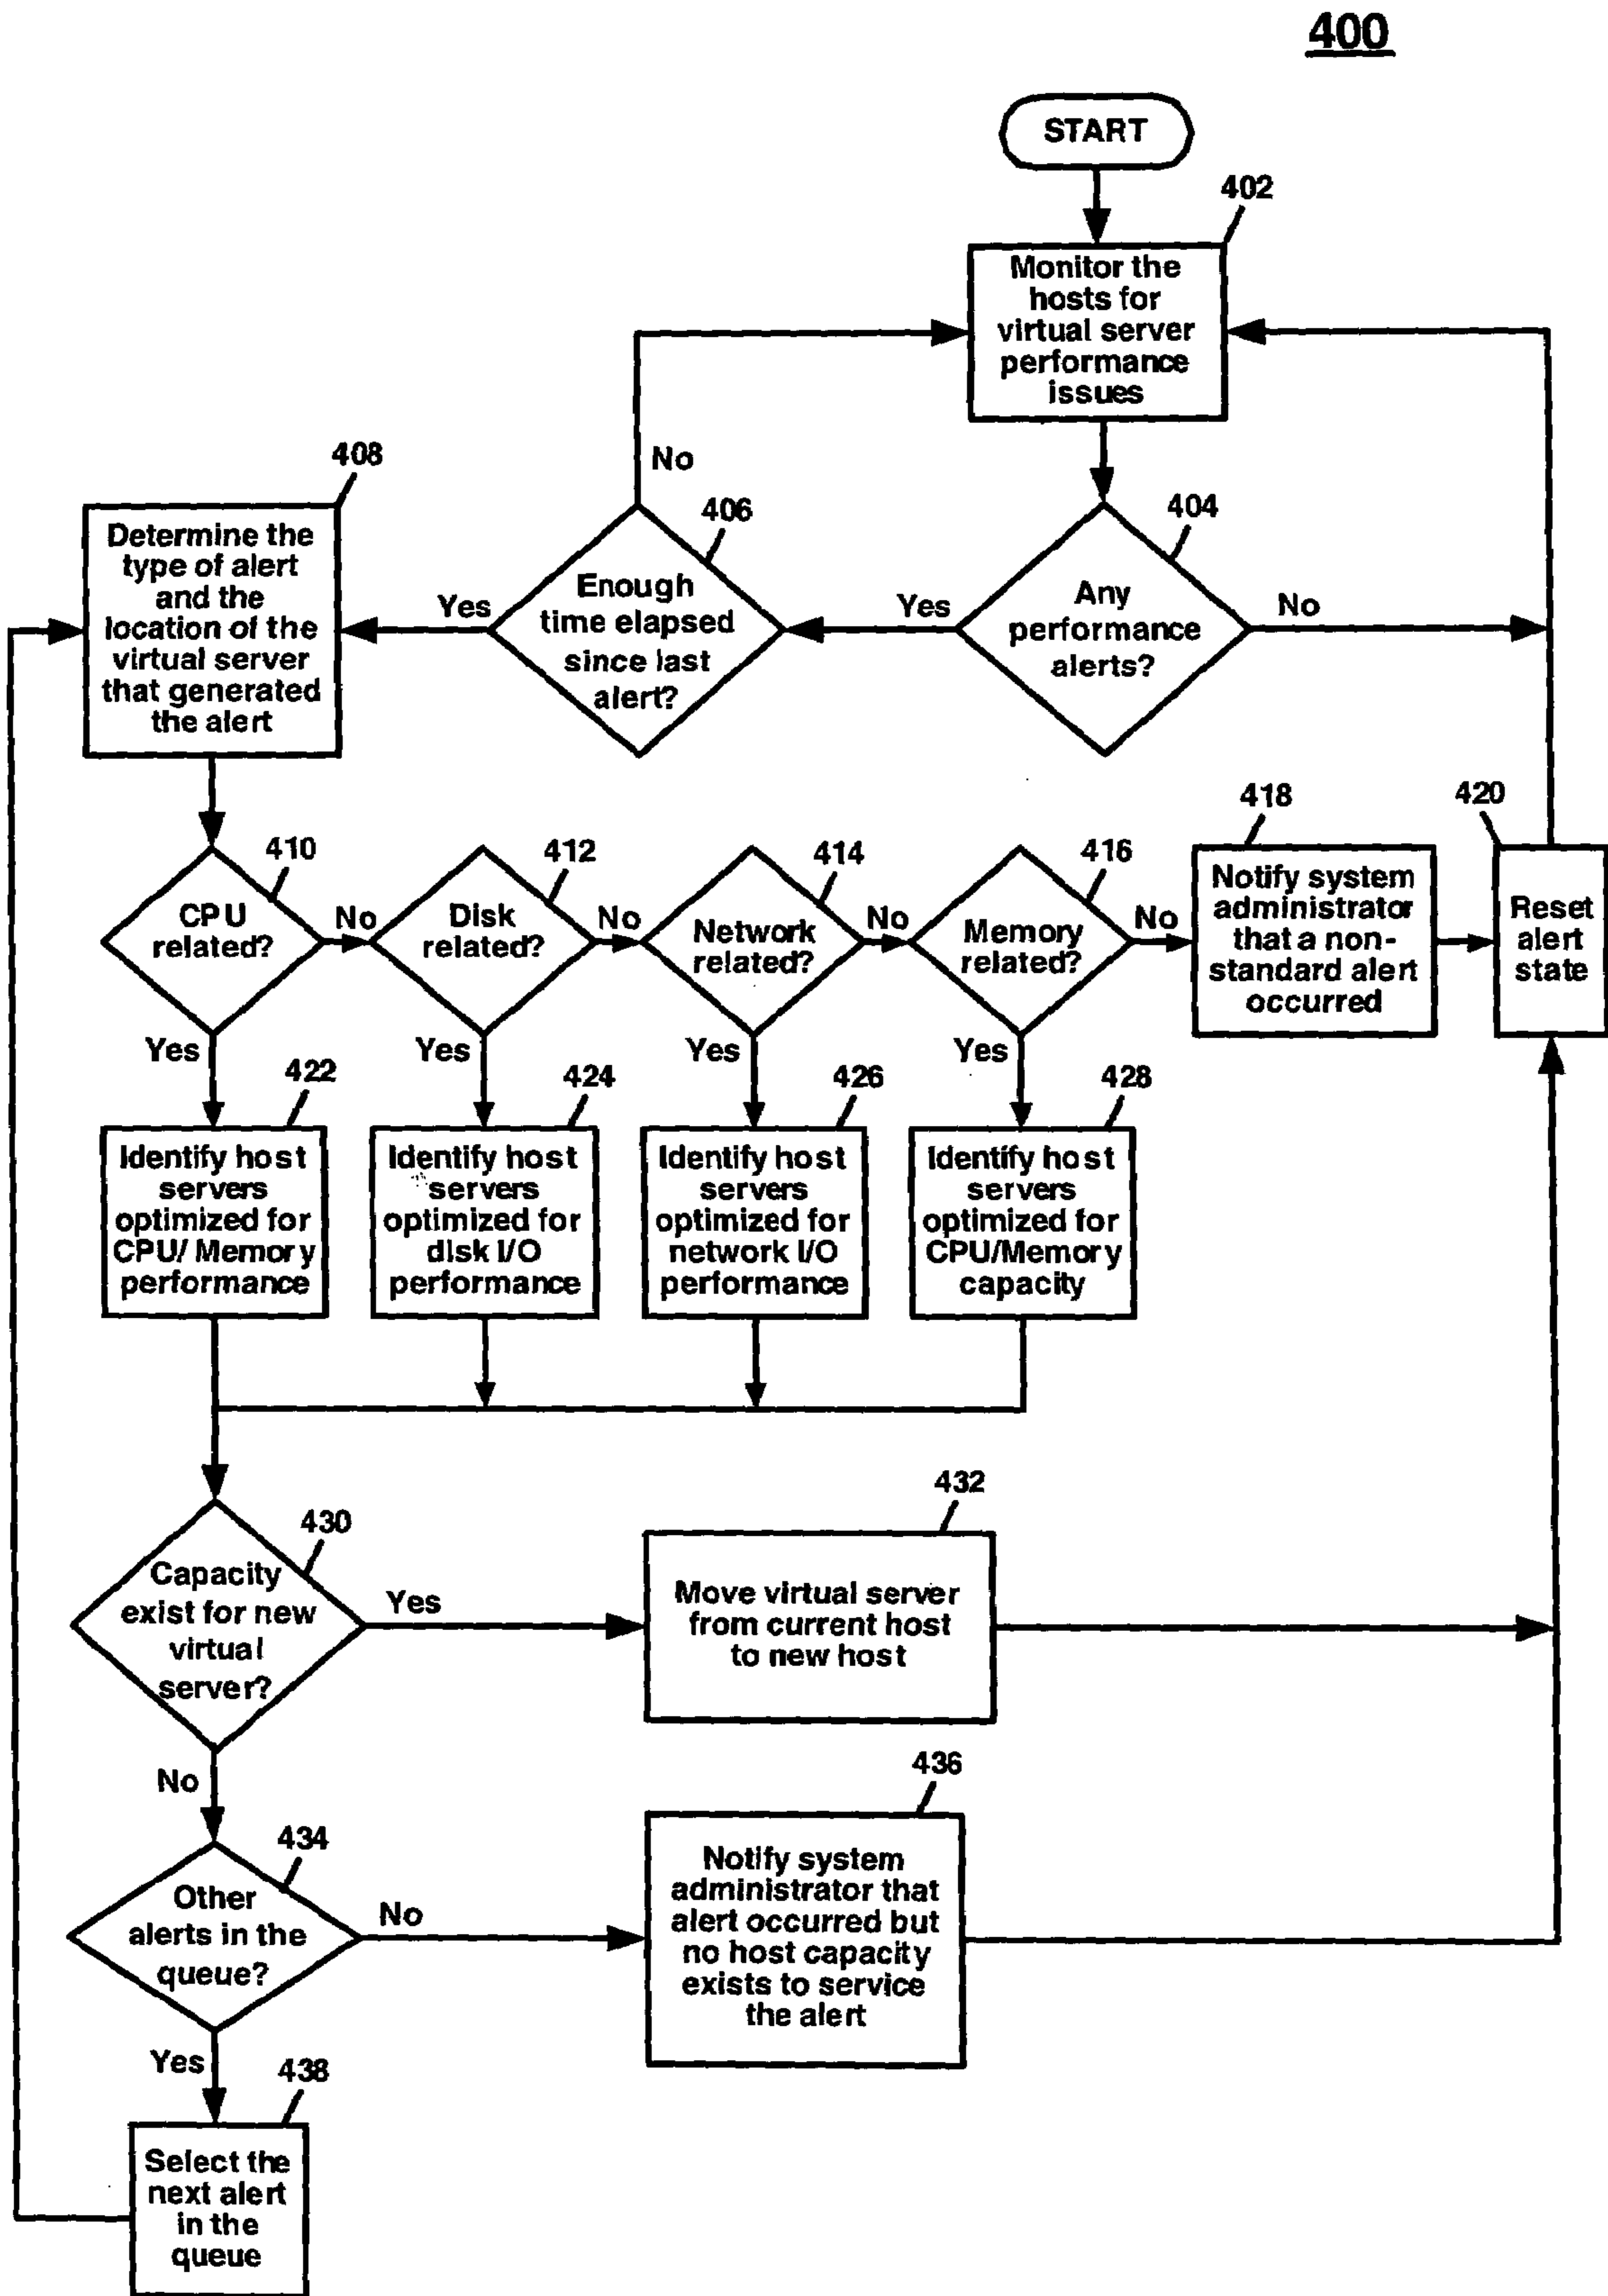 400
START
402
Monitor the
hosts for
virtual server
performance
issues
408
No
406
404
Determine the
type of alert
and the
location of the
virtual server
that generated
the alert
Yes
Enough
time elapsed
since last
alert?
Yes
Any
performance
alerts?
No
410
412
414
416
418
420
CPU
related?
No
Disk
related?
No
Network
related?
No
Memory
related?
No
Notify system
administrator
that a non-
standard alert
occurred
Reset
alert
state
Yes
Yes
Yes
Yes
422
424
426
428
Identify host
servers
optimized for
CPU/ Memory
performance
Identify host
servers
optimized for
disk I/O
performance
Identify host
servers
optimized for
network I/O
performance
Identify host
servers
optimized for
CPU/Memory
capacity
430
432
Capacity
exist for new
virtual
server?
Yes
Move virtual server
from current host
to new host
No
434
436
Other
alerts in the
queue?
No
Notify system
administrator that
alert occurred but
no host capacity
exists to service
the alert
Yes
438
Select the
next alert
in the
queue